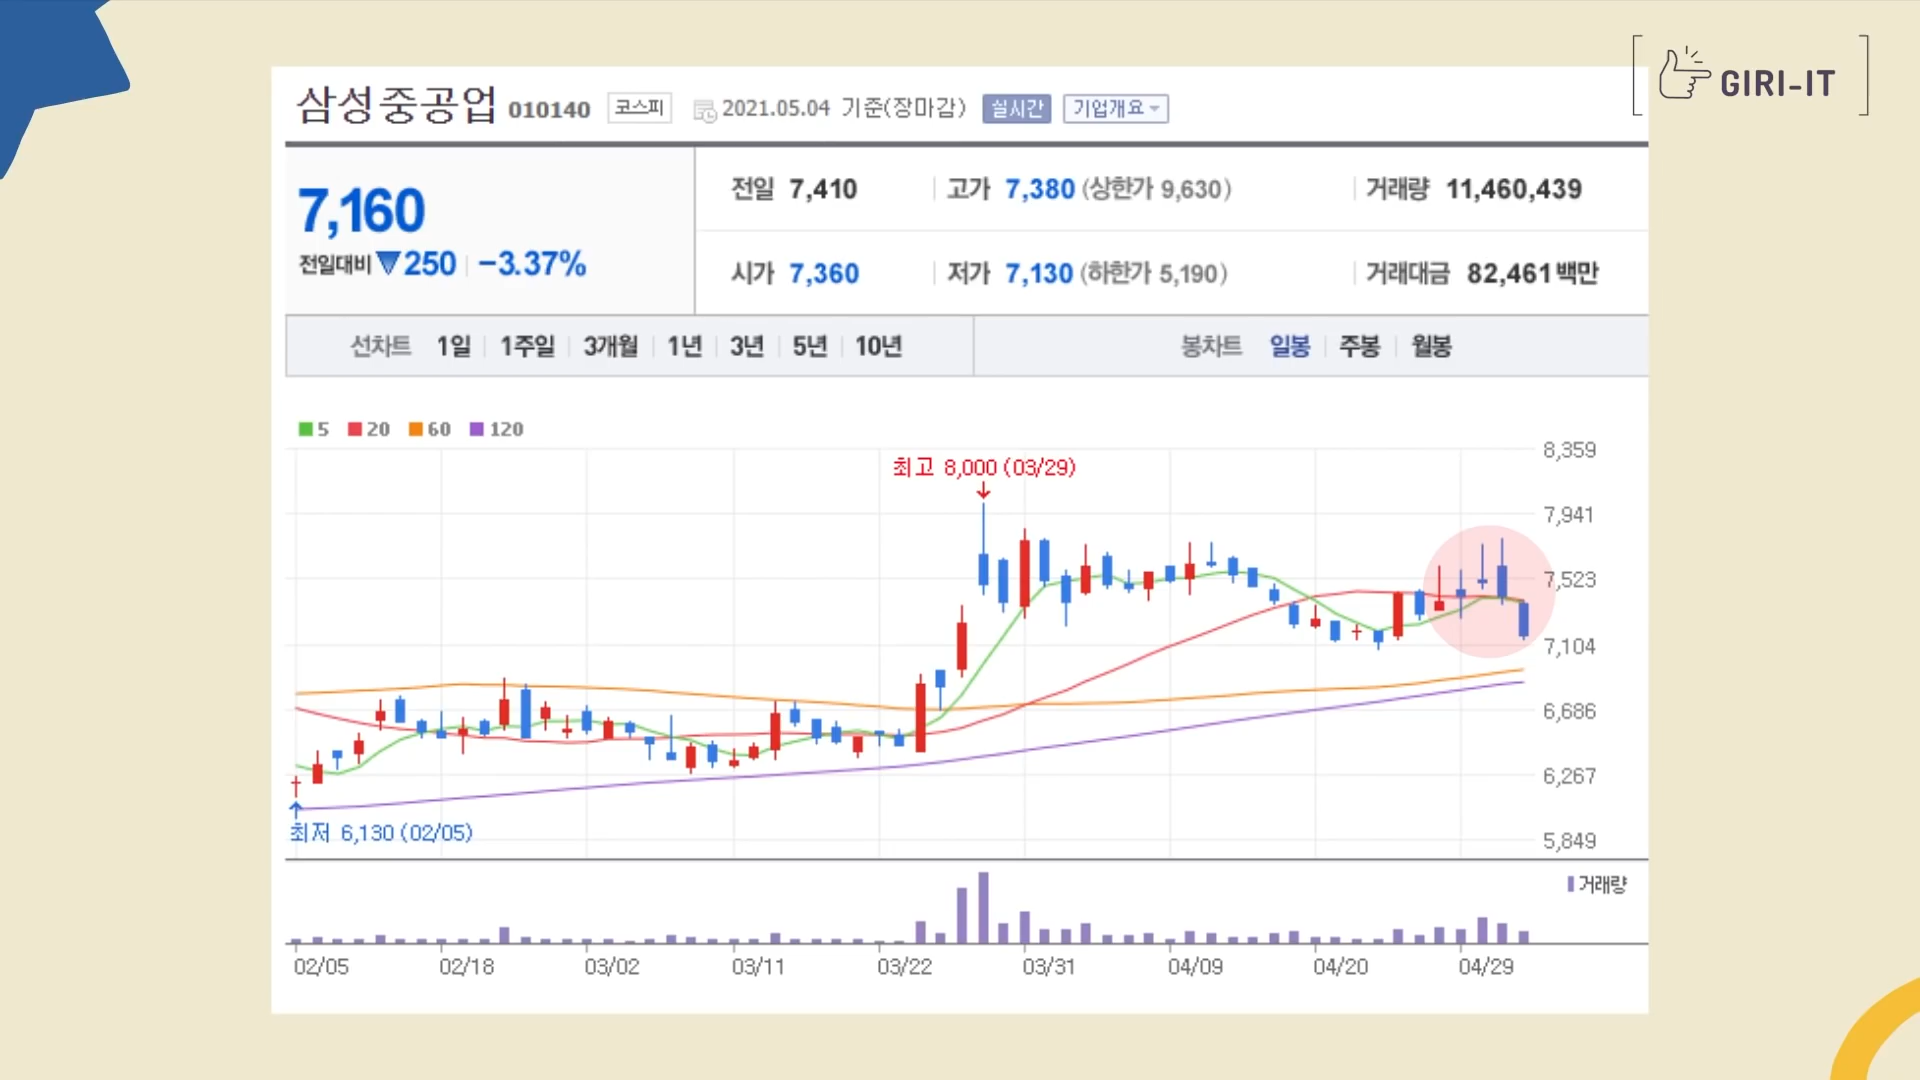 GIRI-IT
삼성중공업 010140 코스피 2021.05.04 기준(장마감) 실시간 기업개요
7,160
전일대비 ▼250 -3.37%
전일 7,410 고가 7,380 (상한가 9,630) 거래량 11,460,439
시가 7,360 저가 7,130 (하한가 5,190) 거래대금 82,461백만
선차트 1일 1주일 3개월 1년 3년 5년 10년 봉차트 일봉 주봉 월봉
5 20 60 120
8,359
최고 8,000 (03/29)
7,941
7,523
7,104
6,686
6,267
최저 6,130 (02/05)
5,849
거래량
02/05 02/18 03/02 03/11 03/22 03/31 04/09 04/20 04/29